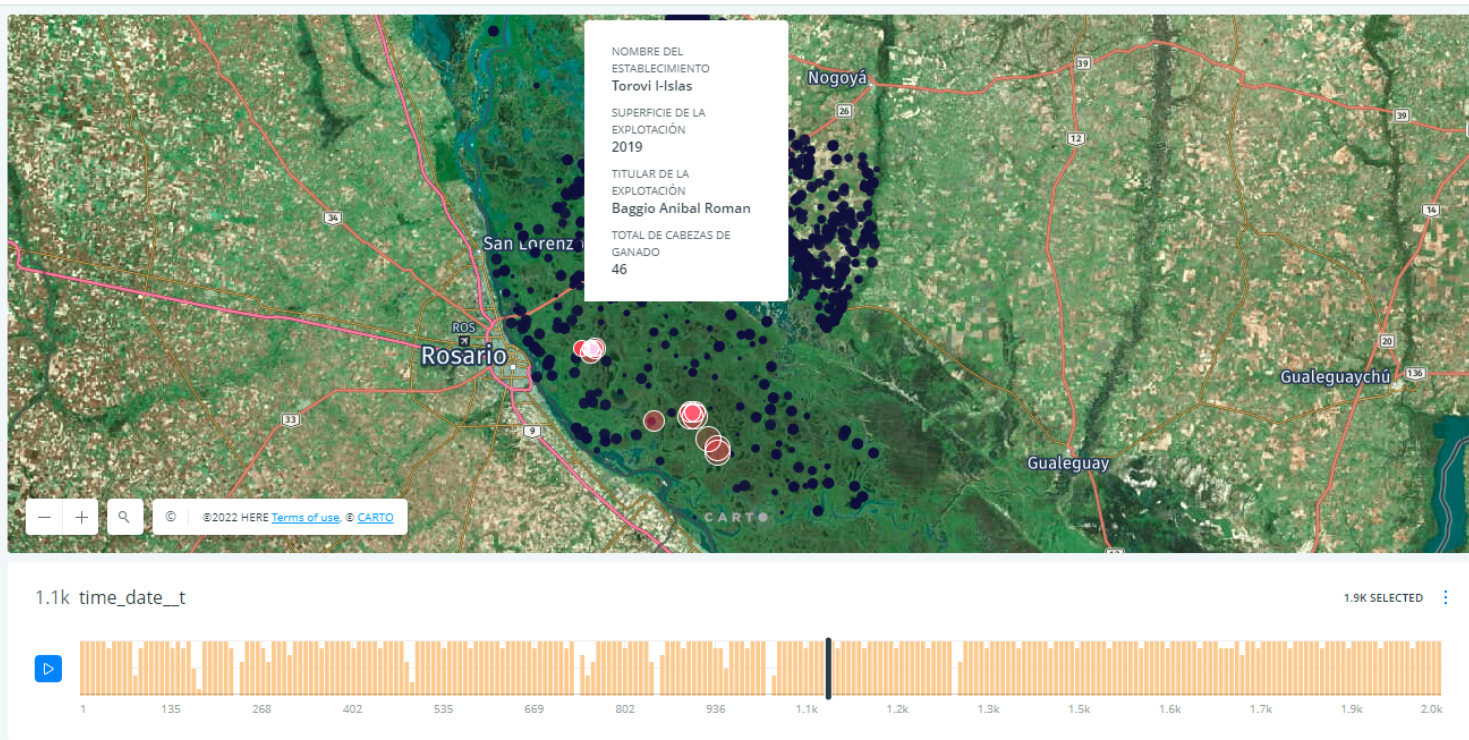 NOMBRE DEL
ESTABLECIMIENTO
Torovi I-Islas
SUPERFICIE DE LA
EXPLOTACIÓN
2019
TITULAR DE LA
EXPLOTACIÓN
Baggio Anibal Roman
TOTAL DE CABEZAS DE
GANADO
46
Nogoyá
39
26
39
12
34
14
San Lorenzo
ROS
Rosario
20
Gualeguaychú
136
33
9
Gualeguay
©
©2022 HERE Terms of use, © CARTO
CARTO
1.1k time_date__t
1.9K SELECTED
1
135
268
402
535
669
802
936
1.1k
1.2k
1.3k
1.5k
1.6k
1.7k
1.9k
2.0k